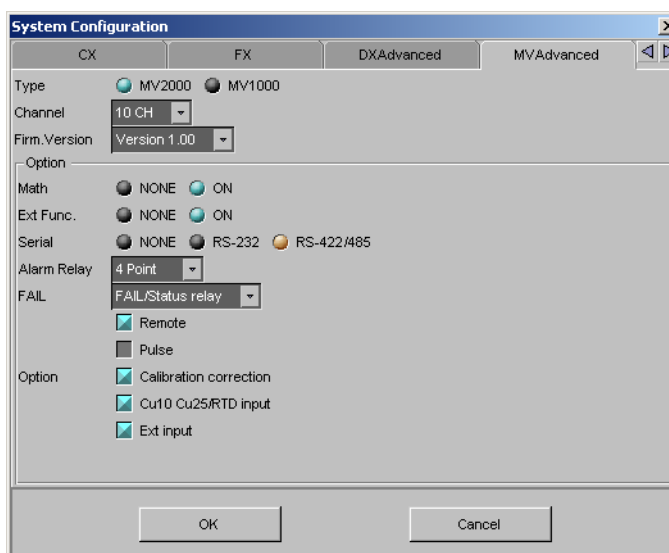 System Configuration
CX FX DXAdvanced MVAdvanced
Type MV2000 MV1000
Channel 10 CH
Firm.Version Version 1.00
Option
Math NONE ON
Ext Func. NONE ON
Serial NONE RS-232 RS-422/485
Alarm Relay 4 Point
FAIL FAIL/Status relay
Remote
Pulse
Option Calibration correction
Cu10 Cu25/RTD input
Ext input
OK Cancel